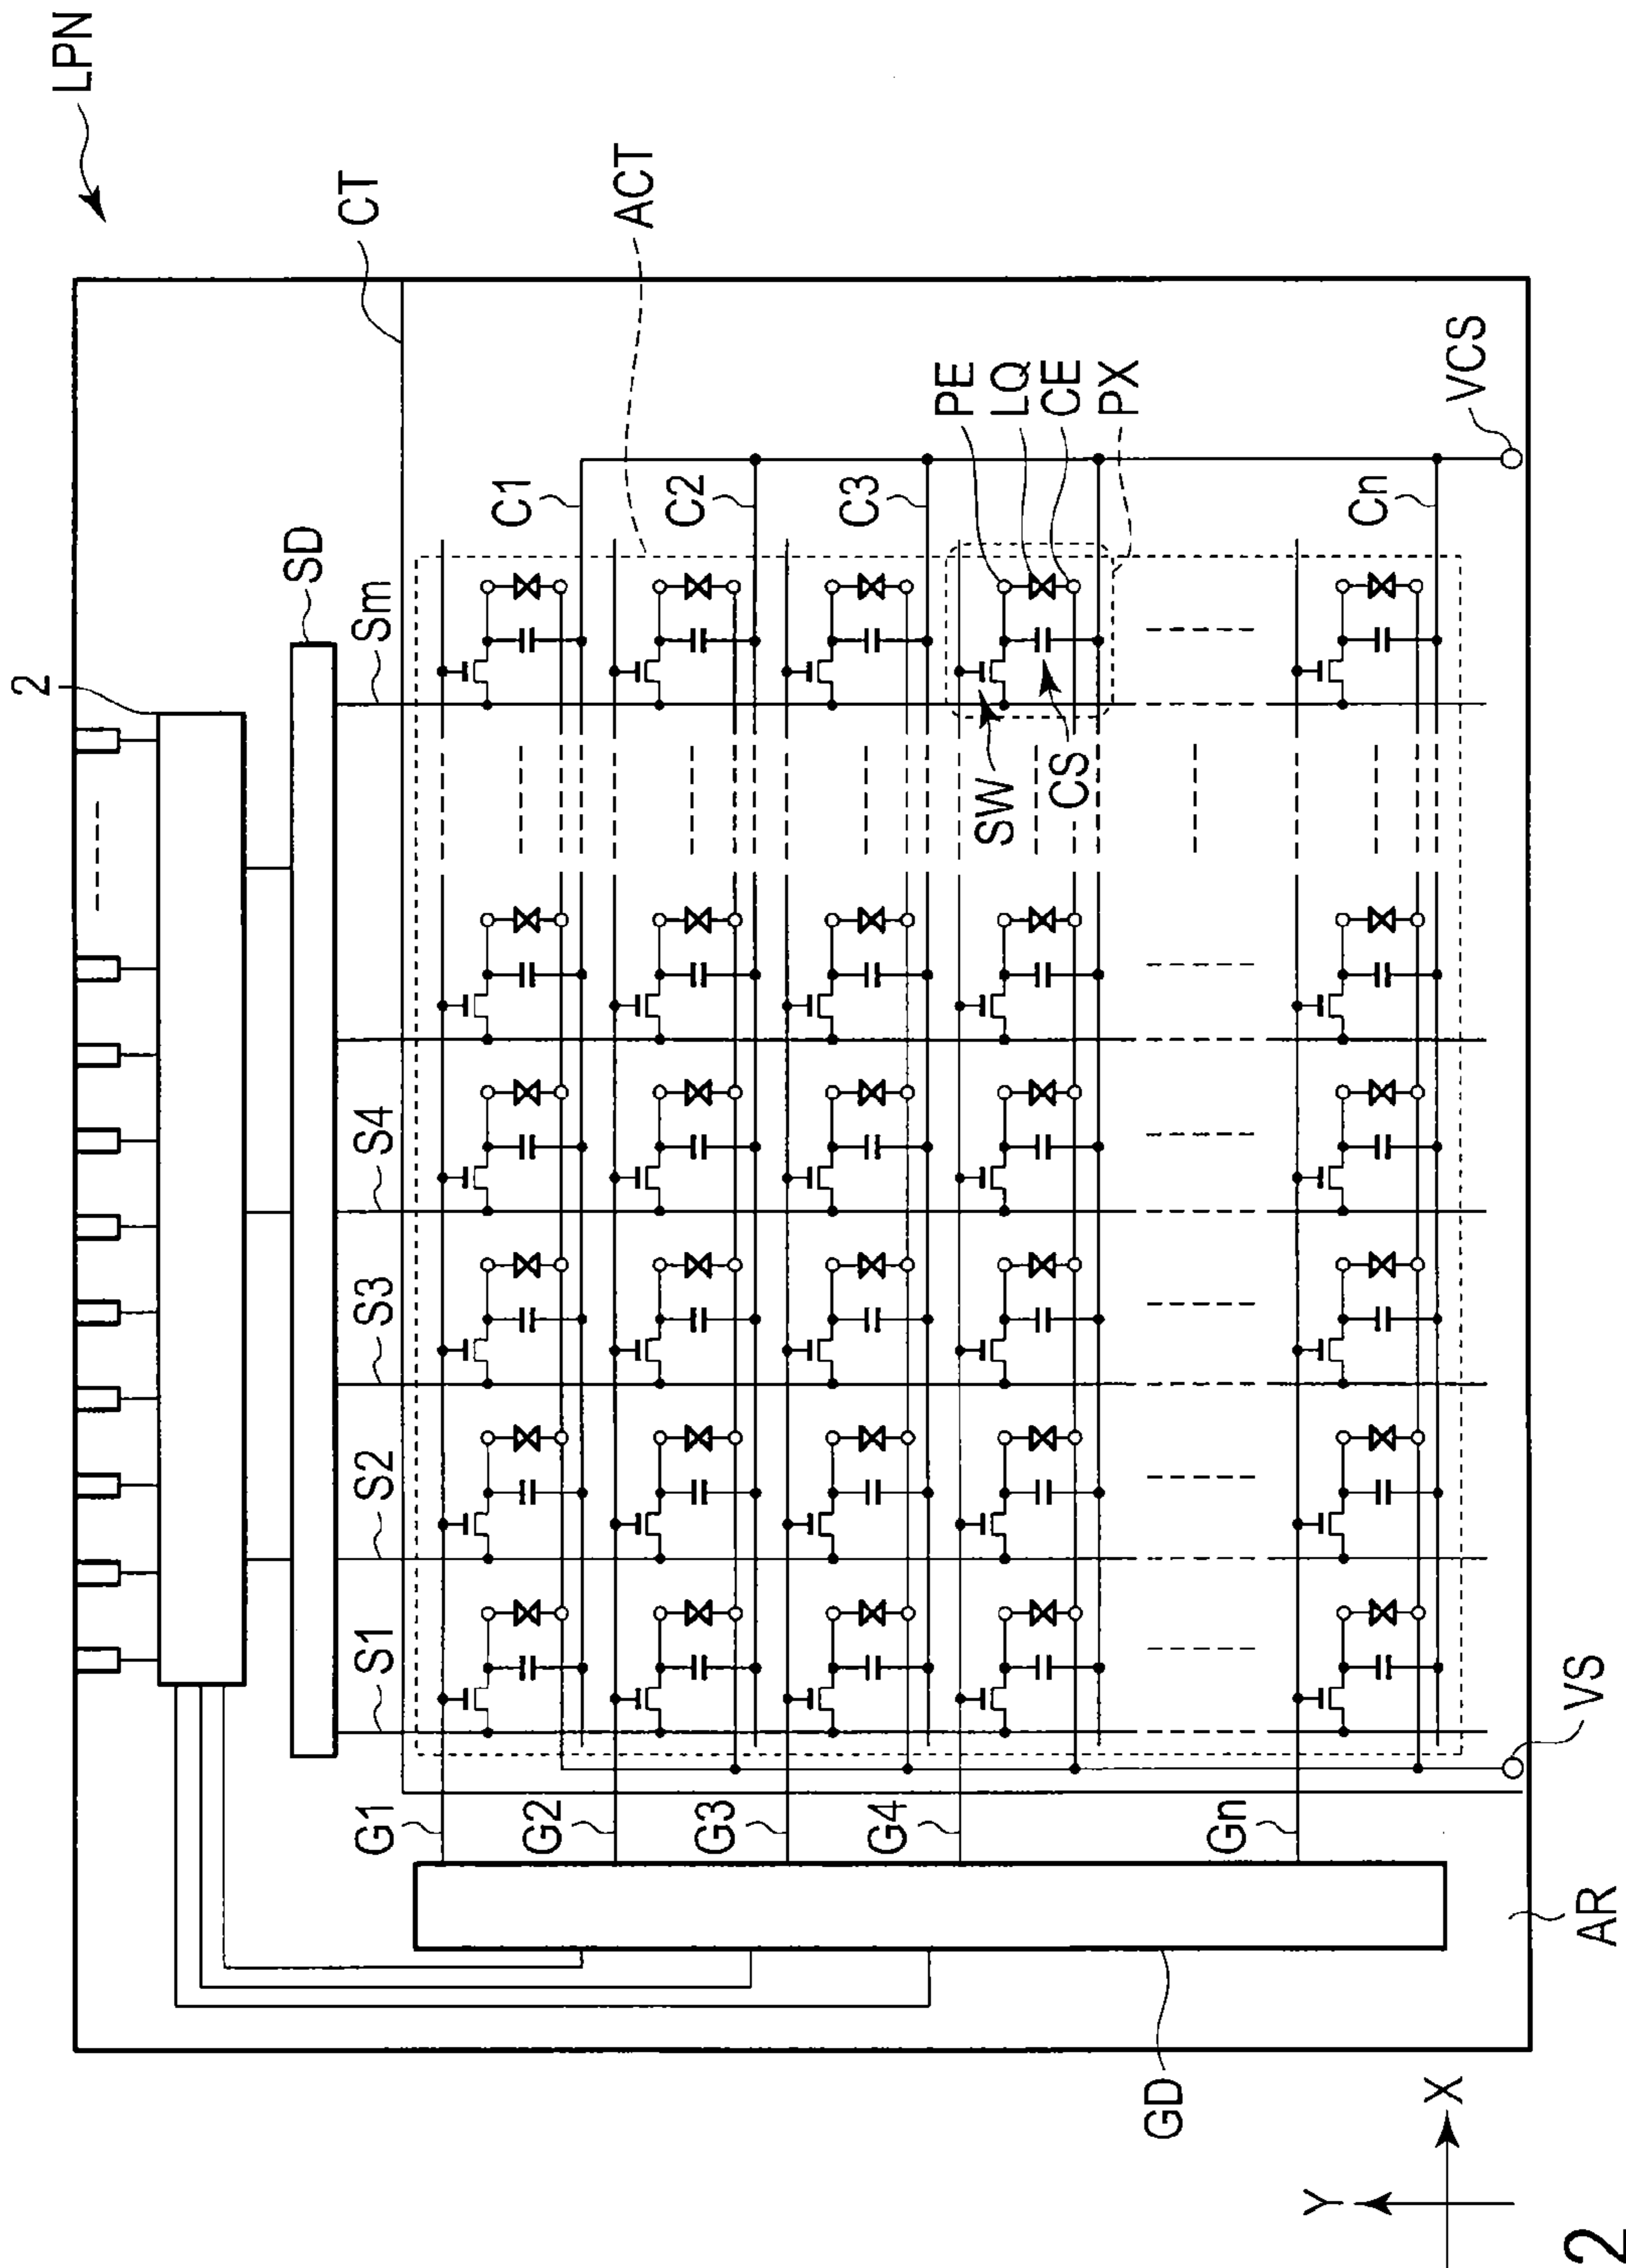 LPN
CT
ACT
2
SD
Sm
S4
S3
S2
S1
C1
C2
C3
Cn
PE
LQ
CE
PX
VCS
SW
CS
G1
G2
G3
G4
Gn
VS
AR
GD
Y
X
2